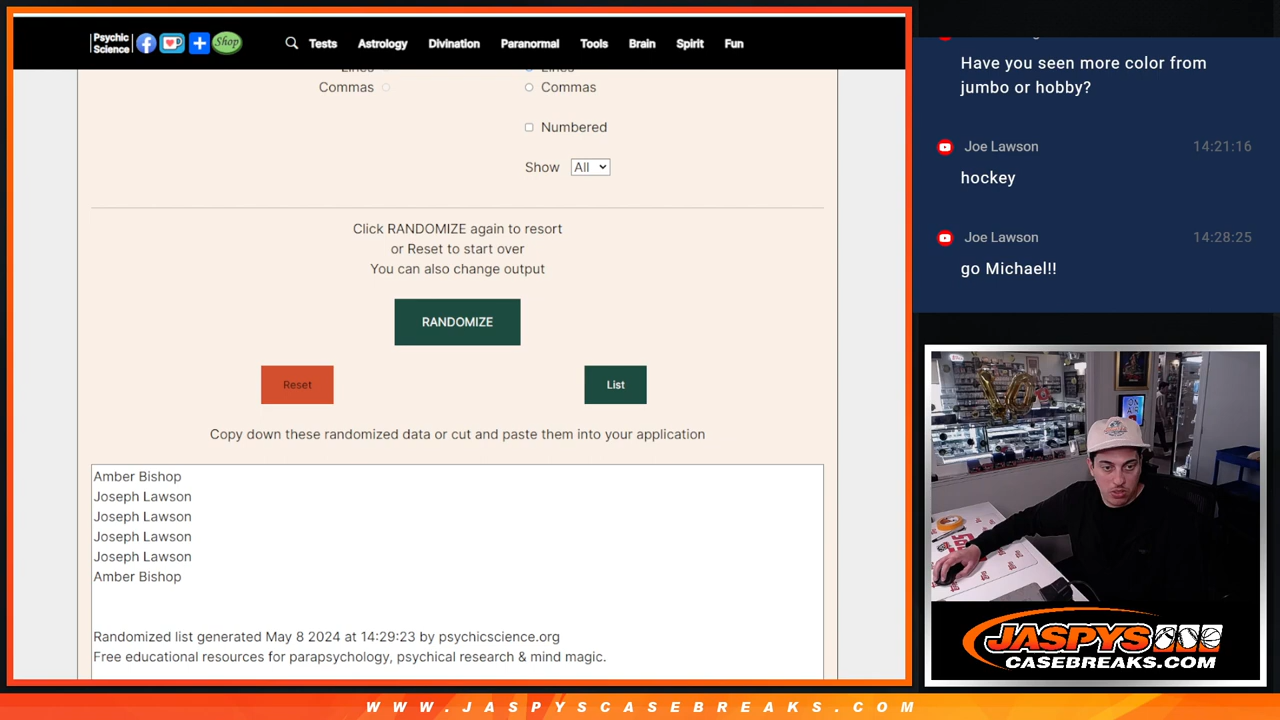 Psychic
Science
Shop
Tests
Astrology
Divination
Paranormal
Tools
Brain
Spirit
Fun
Lines
Lines
Commas
Commas
Numbered
Show
All
Click RANDOMIZE again to resort
or Reset to start over
You can also change output
RANDOMIZE
Reset
List
Copy down these randomized data or cut and paste them into your application
Amber Bishop
Joseph Lawson
Joseph Lawson
Joseph Lawson
Joseph Lawson
Amber Bishop
Randomized list generated May 8 2024 at 14:29:23 by psychicscience.org
Free educational resources for parapsychology, psychical research & mind magic.
Have you seen more color from
jumbo or hobby?
Joe Lawson
14:21:16
hockey
Joe Lawson
14:28:25
go Michael!!
JASPYS
CASEBREAKS.COM
WWW.JASPYSCASEBREAKS.COM